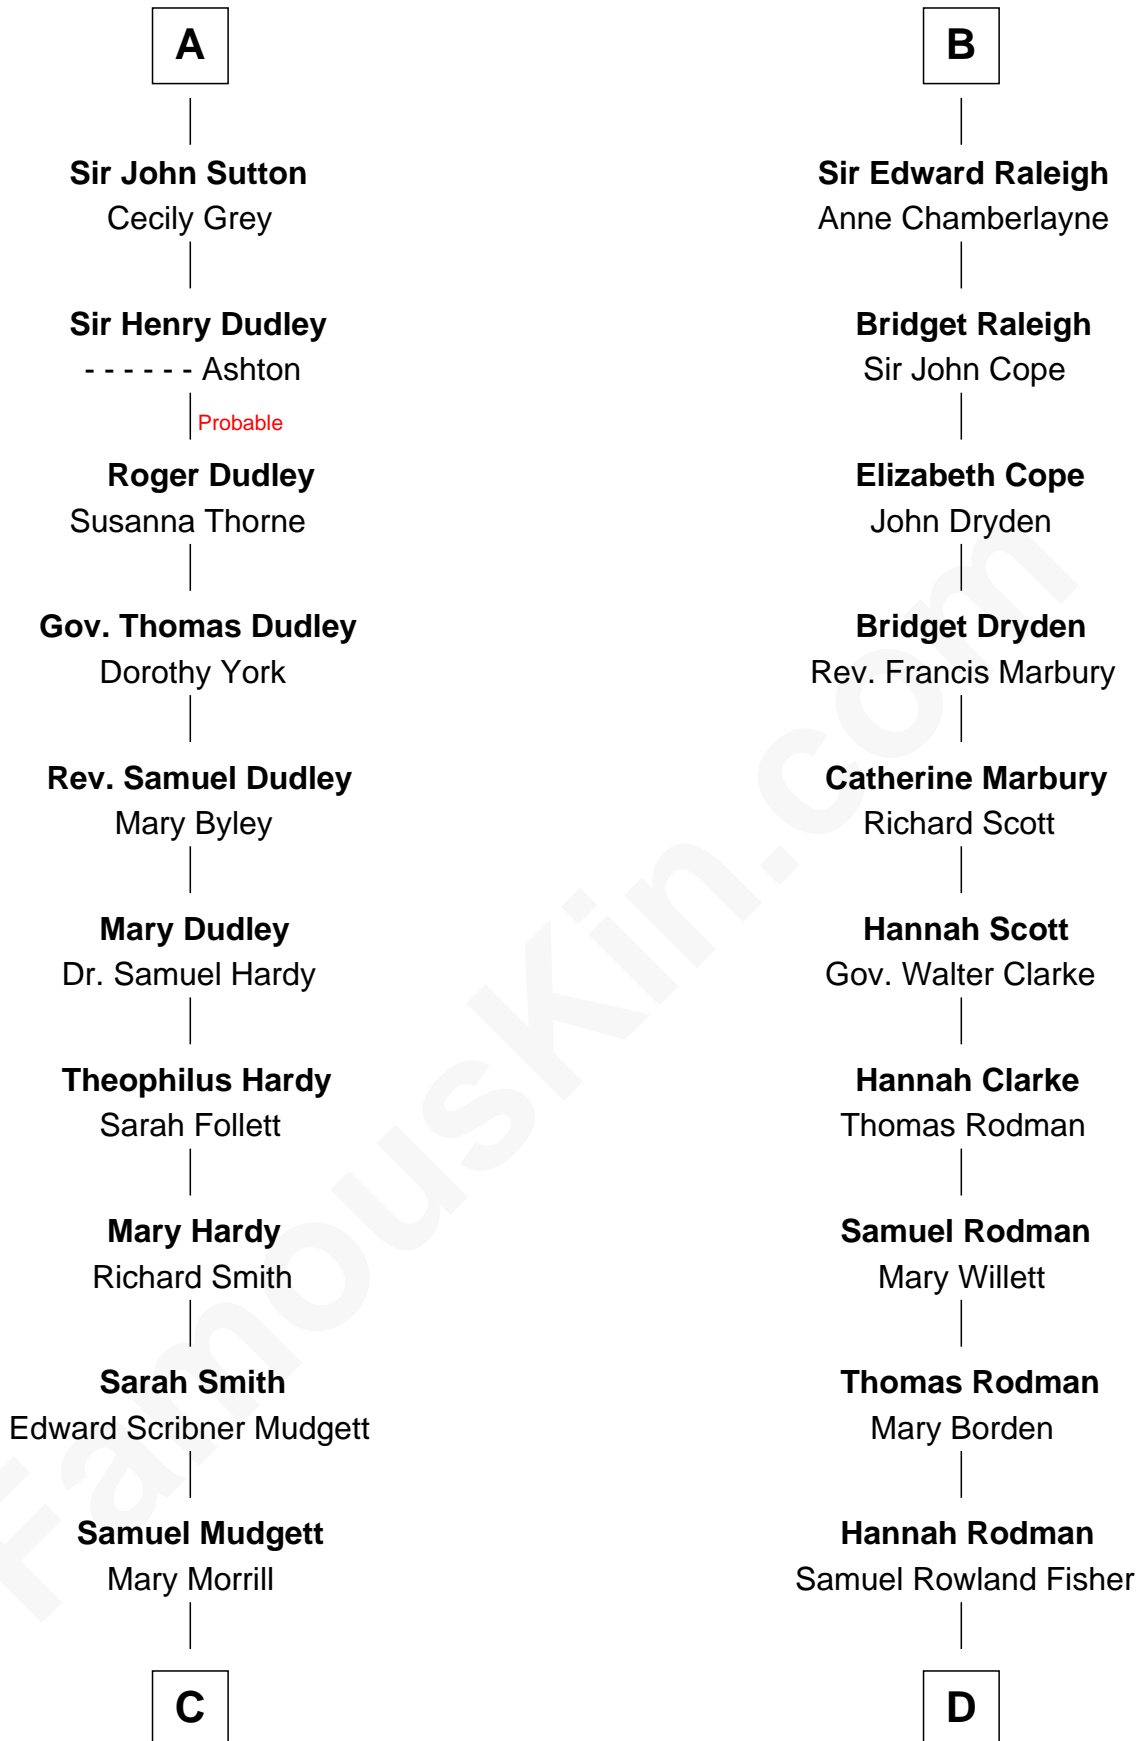 A
Sir John Sutton
Cecily Grey
Sir Henry Dudley
- - - - - - Ashton
Probable
Roger Dudley
Susanna Thorne
Gov. Thomas Dudley
Dorothy York
Rev. Samuel Dudley
Mary Byley
Mary Dudley
Dr. Samuel Hardy
Theophilus Hardy
Sarah Follett
Mary Hardy
Richard Smith
Sarah Smith
Edward Scribner Mudgett
Samuel Mudgett
Mary Morrill
C
B
Sir Edward Raleigh
Anne Chamberlayne
Bridget Raleigh
Sir John Cope
Elizabeth Cope
John Dryden
Bridget Dryden
Rev. Francis Marbury
Catherine Marbury
Richard Scott
Hannah Scott
Gov. Walter Clarke
Hannah Clarke
Thomas Rodman
Samuel Rodman
Mary Willett
Thomas Rodman
Mary Borden
Hannah Rodman
Samuel Rowland Fisher
D
FamousKin.com